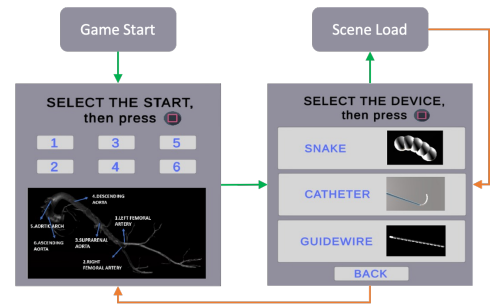 Game Start
Scene Load
SELECT THE START,
then press
1 3 5
2 4 6
4.DESCENDING
AORTA
5.AORTIC ARCH
1.LEFT FEMORAL
ARTERY
6.ASCENDING
AORTA
3.SUPRARENAL
AORTA
2.RIGHT
FEMORAL ARTERY
SELECT THE DEVICE,
then press
SNAKE
CATHETER
GUIDEWIRE
BACK